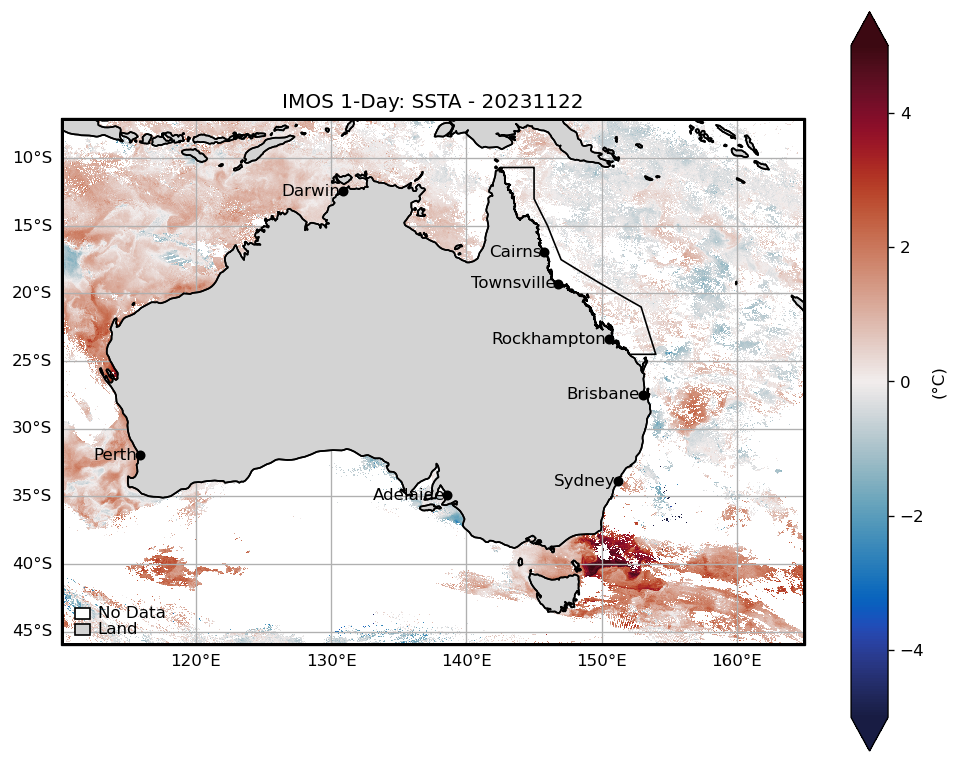 IMOS 1-Day: SSTA - 20231122
10°S
15°S
20°S
25°S
30°S
35°S
40°S
45°S
120°E
130°E
140°E
150°E
160°E
Darwin
Cairns
Townsville
Rockhampton
Brisbane
Perth
Sydney
Adelaide
No Data
Land
4
2
0
−2
−4
(°C)